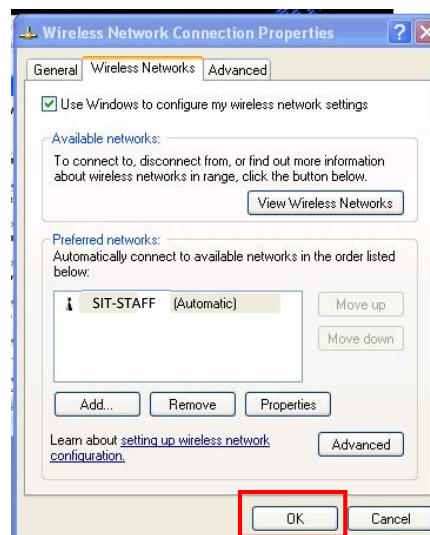 Wireless Network Connection Properties
General Wireless Networks Advanced
Use Windows to configure my wireless network settings
Available networks:
To connect to, disconnect from, or find out more information
about wireless networks in range, click the button below.
View Wireless Networks
Preferred networks:
Automatically connect to available networks in the order listed
below:
SIT-STAFF (Automatic)
Move up
Move down
Add... Remove Properties
Learn about setting up wireless network
configuration.
Advanced
OK Cancel